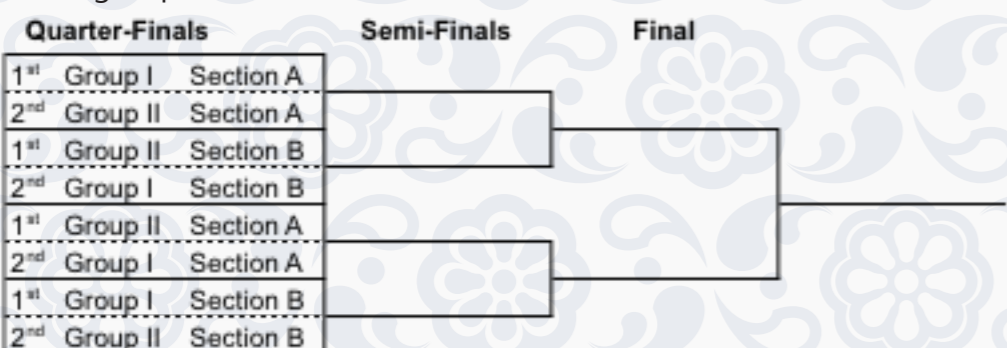 Quarter-Finals Semi-Finals Final
1st Group I Section A
2nd Group II Section A
1st Group II Section B
2nd Group I Section B
1st Group II Section A
2nd Group I Section A
1st Group I Section B
2nd Group II Section B